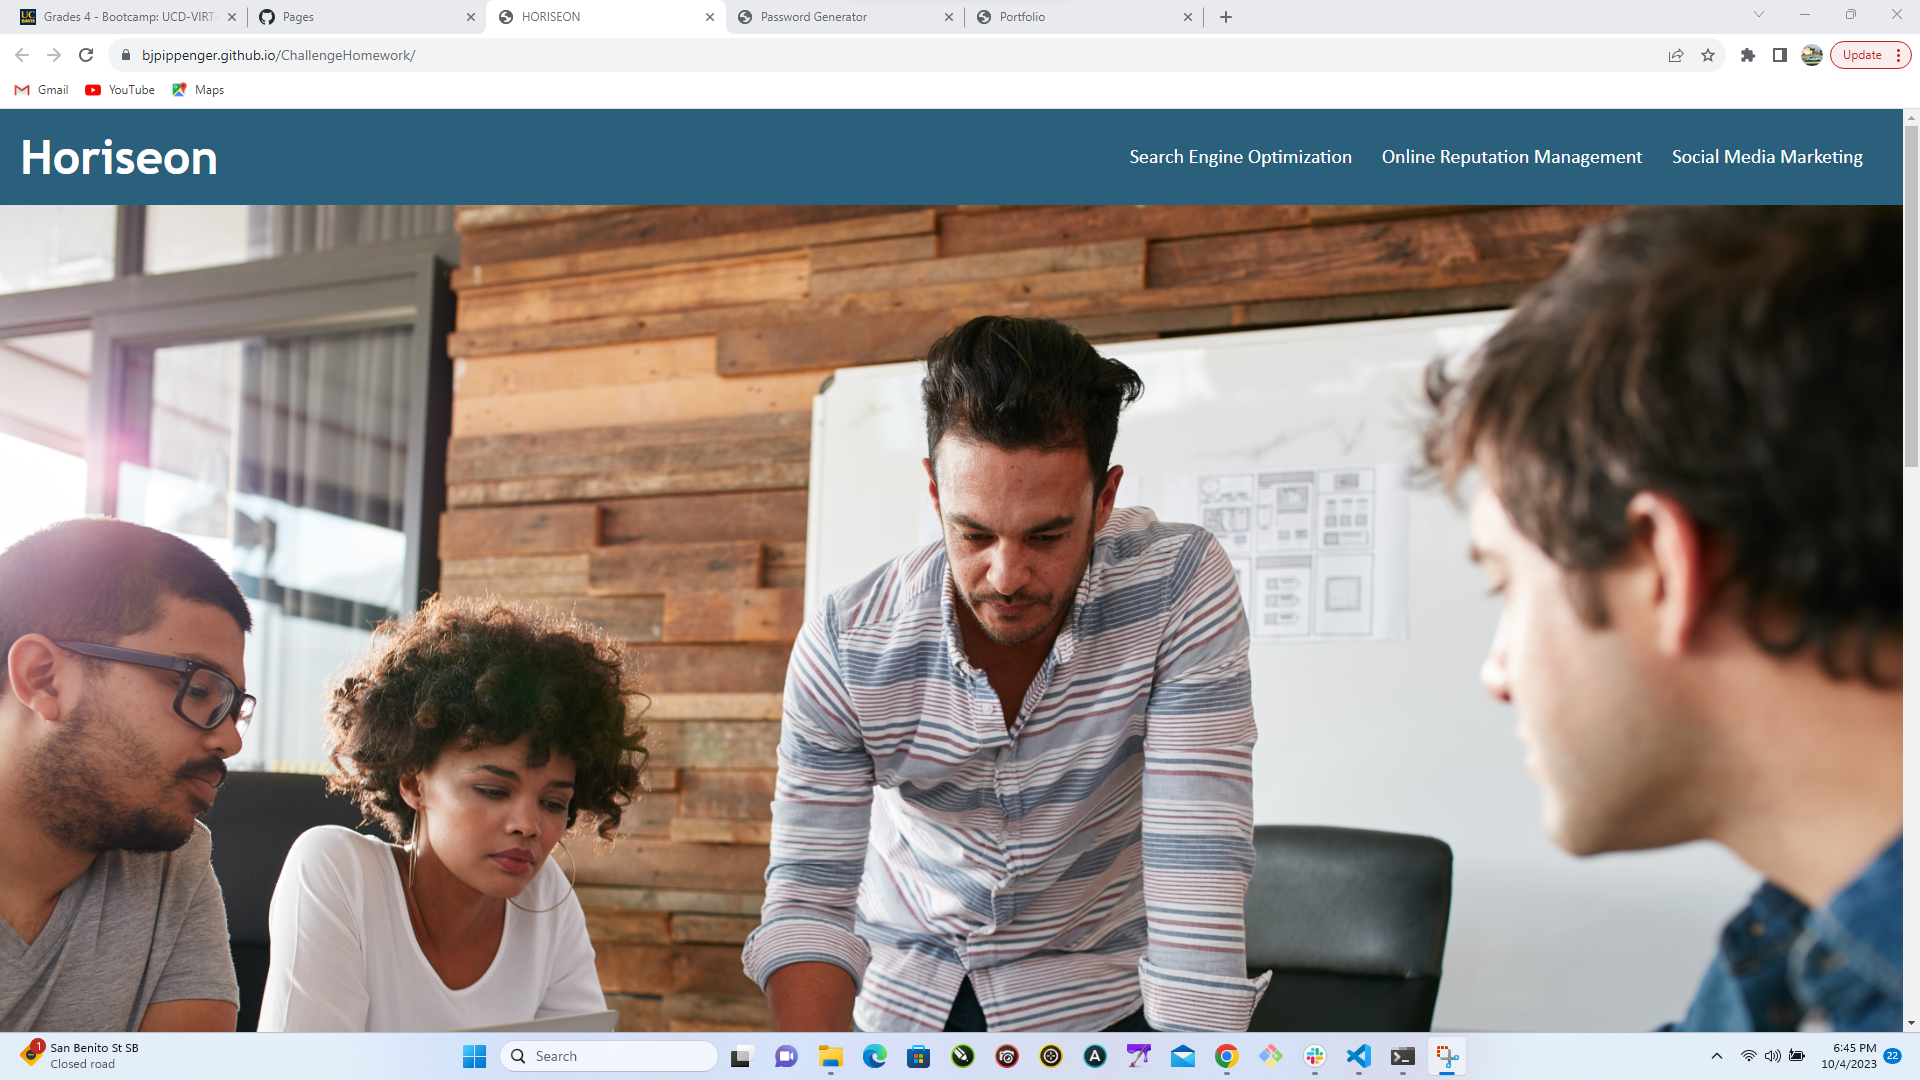 Grades 4 - Bootcamp: UCD-VIRT-
Pages
HORISEON
Password Generator
Portfolio
bjpippenger.github.io/ChallengeHomework/
Update
Gmail
YouTube
Maps
Horiseon
Search Engine Optimization
Online Reputation Management
Social Media Marketing
1
San Benito St SB
Closed road
Search
6:45 PM
10/4/2023
22